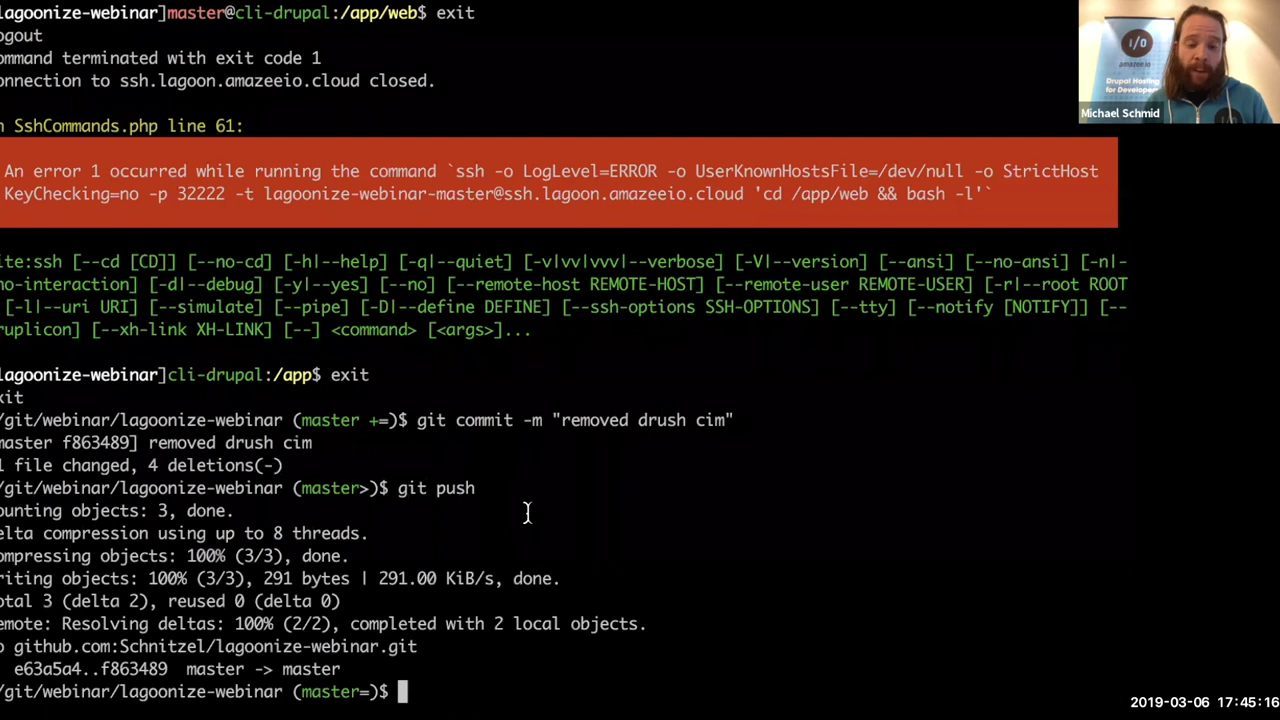 lagoonize-webinar]master@cli-drupal:/app/web$ exit
ogout
ommand terminated with exit code 1
onnection to ssh.lagoon.amazeeio.cloud closed.
n SshCommands.php line 61:
An error 1 occurred while running the command `ssh -o LogLevel=ERROR -o UserKnownHostsFile=/dev/null -o StrictHost
KeyChecking=no -p 32222 -t lagoonize-webinar-master@ssh.lagoon.amazeeio.cloud 'cd /app/web && bash -l'`
ite:ssh [--cd [CD]] [--no-cd] [-h|--help] [-q|--quiet] [-v|vv|vvv|--verbose] [-V|--version] [--ansi] [--no-ansi] [-n|-
no-interaction] [-d|--debug] [-y|--yes] [--no] [--remote-host REMOTE-HOST] [--remote-user REMOTE-USER] [-r|--root ROOT
[-l|--uri URI] [--simulate] [--pipe] [-D|--define DEFINE] [--ssh-options SSH-OPTIONS] [--tty] [--notify [NOTIFY]] [--
ruplicon] [--xh-link XH-LINK] [--] <command> [<args>]...
lagoonize-webinar]cli-drupal:/app$ exit
xit
/git/webinar/lagoonize-webinar (master +=)$ git commit -m "removed drush cim"
master f863489] removed drush cim
1 file changed, 4 deletions(-)
/git/webinar/lagoonize-webinar (master>)$ git push
ounting objects: 3, done.
elta compression using up to 8 threads.
ompressing objects: 100% (3/3), done.
riting objects: 100% (3/3), 291 bytes | 291.00 KiB/s, done.
otal 3 (delta 2), reused 0 (delta 0)
emote: Resolving deltas: 100% (2/2), completed with 2 local objects.
o github.com:Schnitzel/lagoonize-webinar.git
e63a5a4..f863489  master -> master
/git/webinar/lagoonize-webinar (master=)$
I/O
amazee.io
Drupal Hosting
for Developers
Michael Schmid
2019-03-06 17:45:16